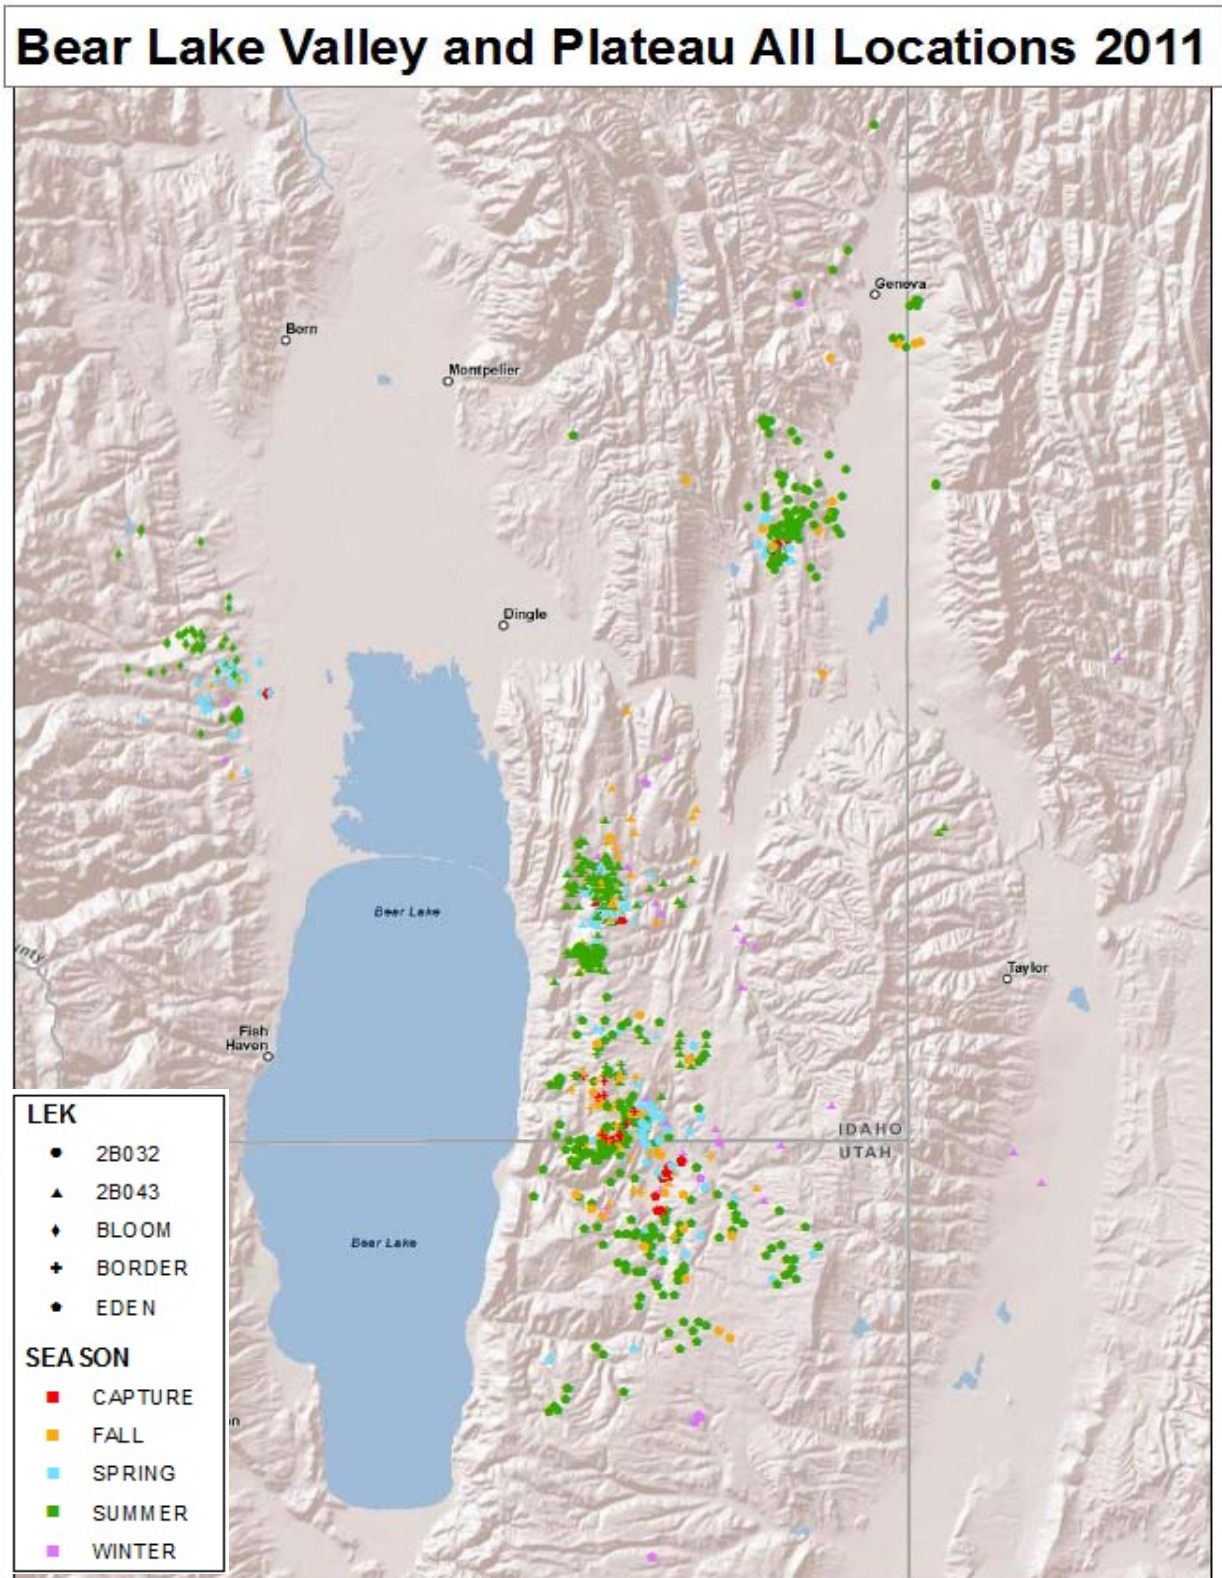 Bear Lake Valley and Plateau All Locations 2011
Geneva
Bern
Montpelier
Dingle
Bear Lake
unty
Taylor
Fish
Haven
IDAHO
UTAH
Bear Lake
n
LEK
2B032
2B043
BLOOM
BORDER
EDEN
SEASON
CAPTURE
FALL
SPRING
SUMMER
WINTER